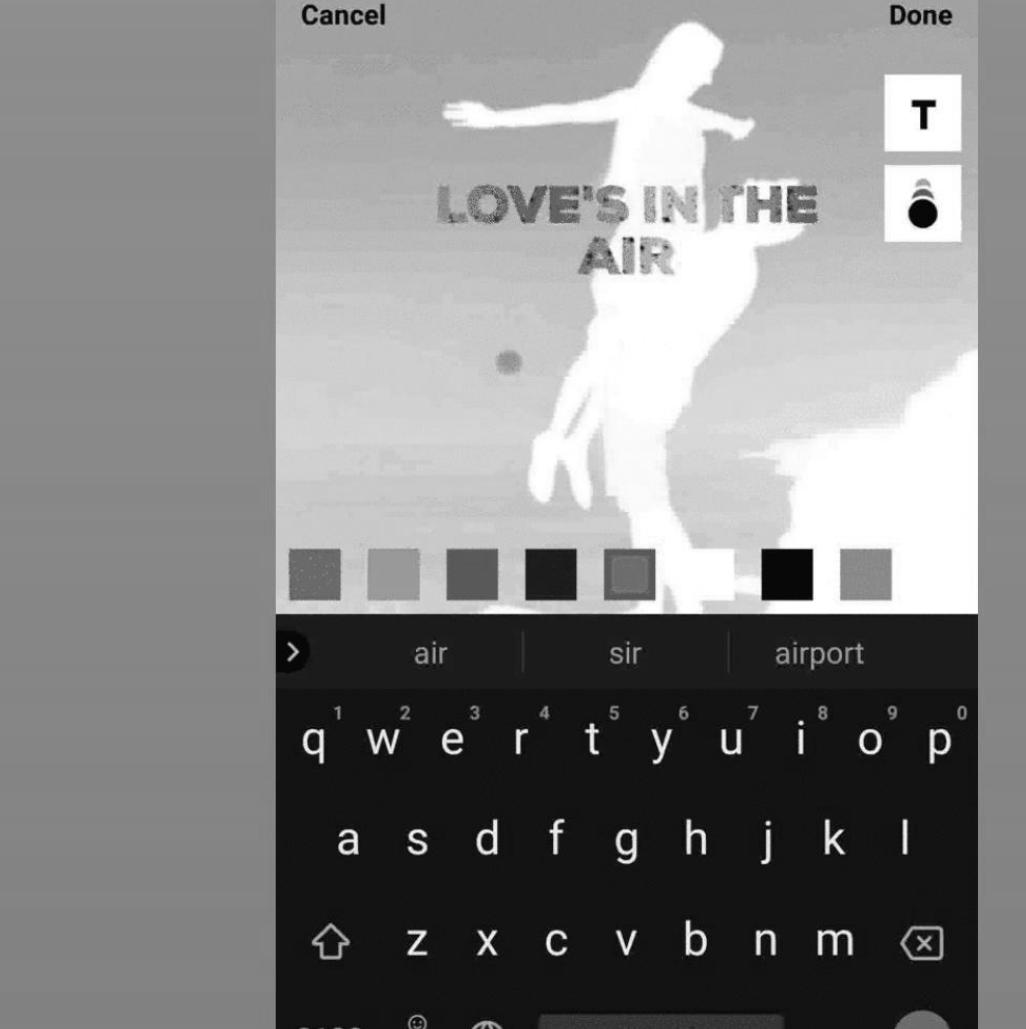 Cancel Done
T
LOVE'S IN THE
AIR
air sir airport
1 2 3 4 5 6 7 8 9 0
q w e r t y u i o p
a s d f g h j k l
z x c v b n m